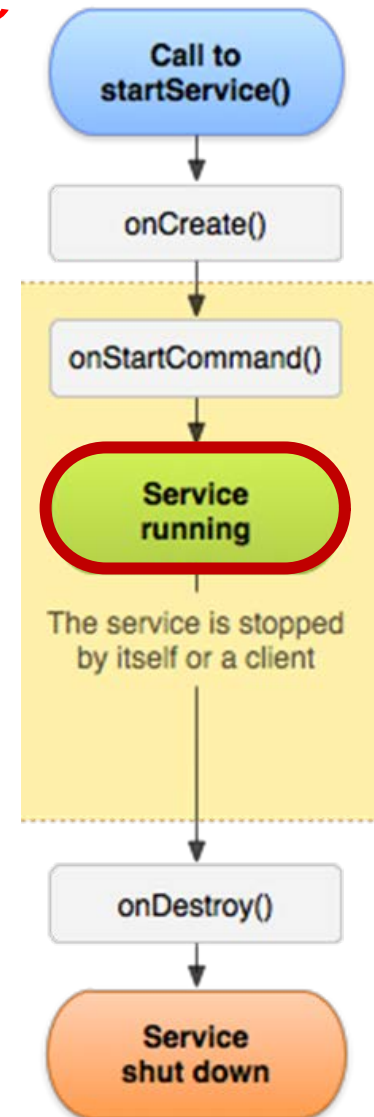 Call to
startService()
onCreate()
onStartCommand()
Service
running
The service is stopped
by itself or a client
onDestroy()
Service
shut down